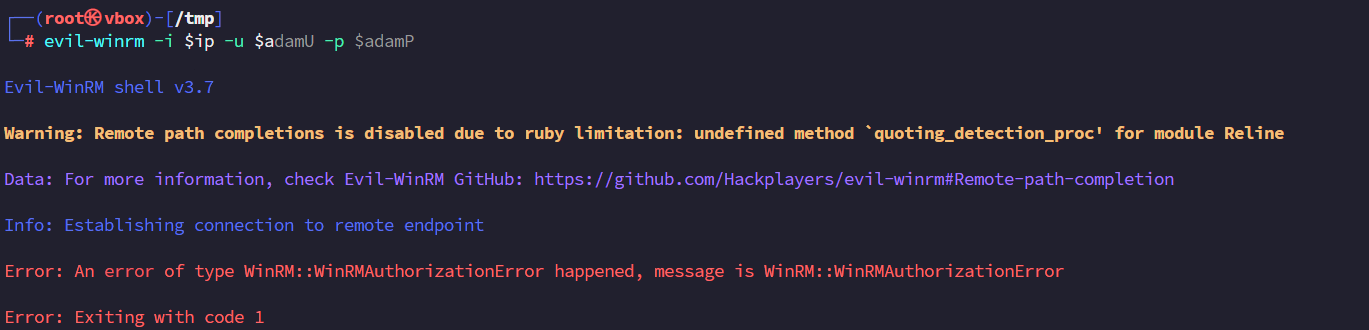 ┌──(root㉿vbox)-[/tmp]
└─# evil-winrm -i $ip -u $adamU -p $adamP
Evil-WinRM shell v3.7
Warning: Remote path completions is disabled due to ruby limitation: undefined method `quoting_detection_proc' for module Reline
Data: For more information, check Evil-WinRM GitHub: https://github.com/Hackplayers/evil-winrm#Remote-path-completion
Info: Establishing connection to remote endpoint
Error: An error of type WinRM::WinRMAuthorizationError happened, message is WinRM::WinRMAuthorizationError
Error: Exiting with code 1